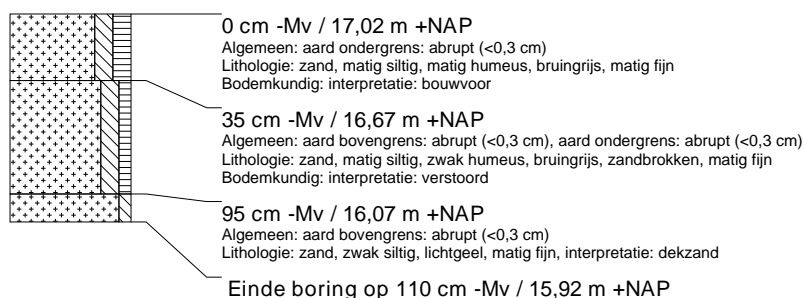 0 cm -Mv / 17,02 m +NAP
Algemeen: aard ondergrens: abrupt (<0,3 cm)
Lithologie: zand, matig siltig, matig humeus, bruingrijs, matig fijn
Bodemkundig: interpretatie: bouwvoor
35 cm -Mv / 16,67 m +NAP
Algemeen: aard bovengrens: abrupt (<0,3 cm), aard ondergrens: abrupt (<0,3 cm)
Lithologie: zand, matig siltig, zwak humeus, bruingrijs, zandbrokken, matig fijn
Bodemkundig: interpretatie: verstoord
95 cm -Mv / 16,07 m +NAP
Algemeen: aard bovengrens: abrupt (<0,3 cm)
Lithologie: zand, zwak siltig, lichtgeel, matig fijn, interpretatie: dekzand
Einde boring op 110 cm -Mv / 15,92 m +NAP